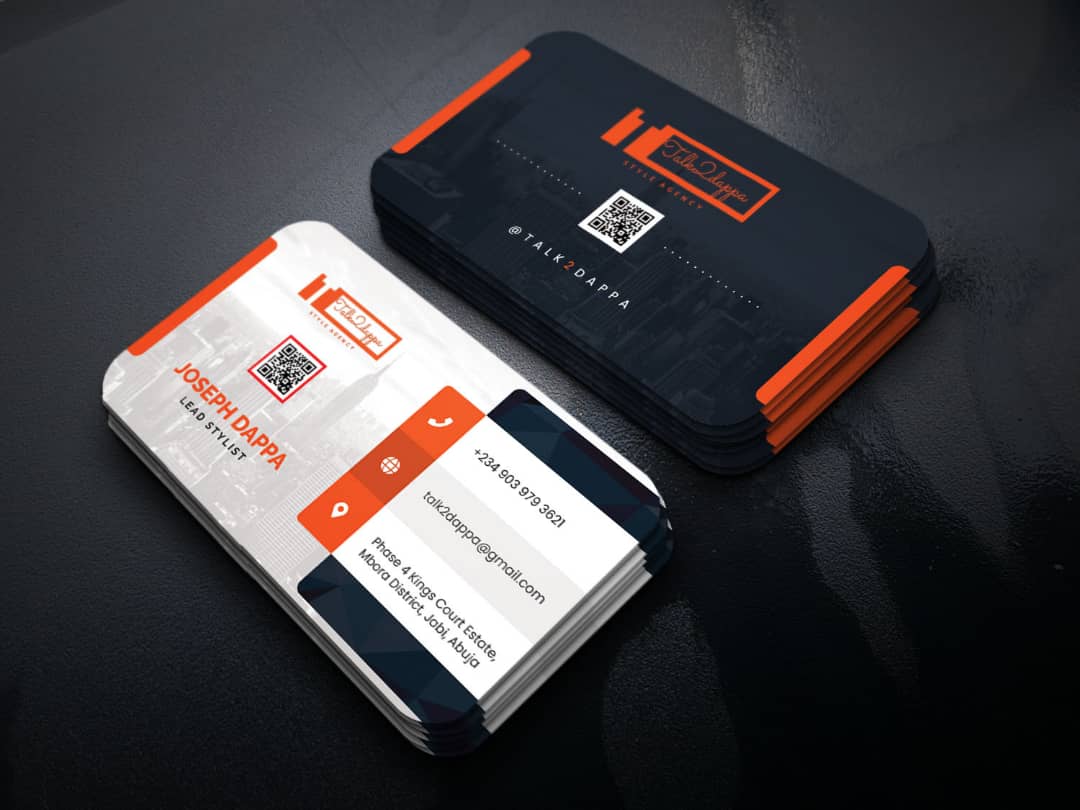 Talk2dappa
STYLE AGENCY
@TALK2DAPPA
Talk2dappa
STYLE AGENCY
JOSEPH DAPPA
LEAD STYLIST
+234 903 979 3621
talk2dappa@gmail.com
Phase 4 Kings Court Estate,
Mbora District, Jabi, Abuja